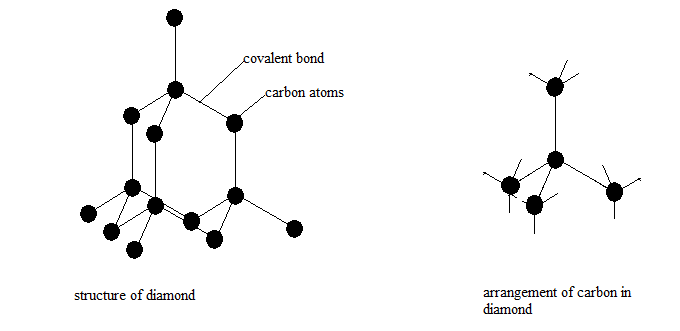 covalent bond
carbon atoms
structure of diamond
arrangement of carbon in
diamond